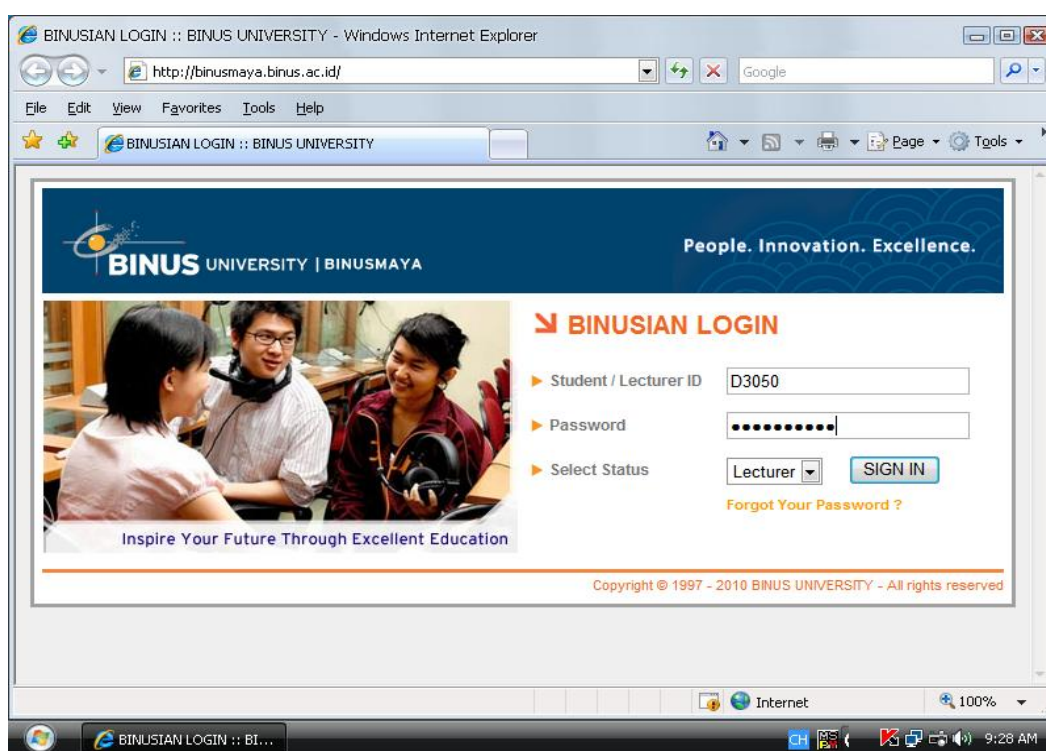 BINUSIAN LOGIN :: BINUS UNIVERSITY - Windows Internet Explorer
http://binusmaya.binus.ac.id/
Google
File Edit View Favorites Tools Help
BINUSIAN LOGIN :: BINUS UNIVERSITY
Page Tools
BINUS UNIVERSITY | BINUSMAYA
People. Innovation. Excellence.
BINUSIAN LOGIN
Student / Lecturer ID D3050
Password ●●●●●●●●●●
Select Status Lecturer SIGN IN
Forgot Your Password ?
Inspire Your Future Through Excellent Education
Copyright © 1997 - 2010 BINUS UNIVERSITY - All rights reserved
Internet 100%
BINUSIAN LOGIN :: BI... CH 9:28 AM